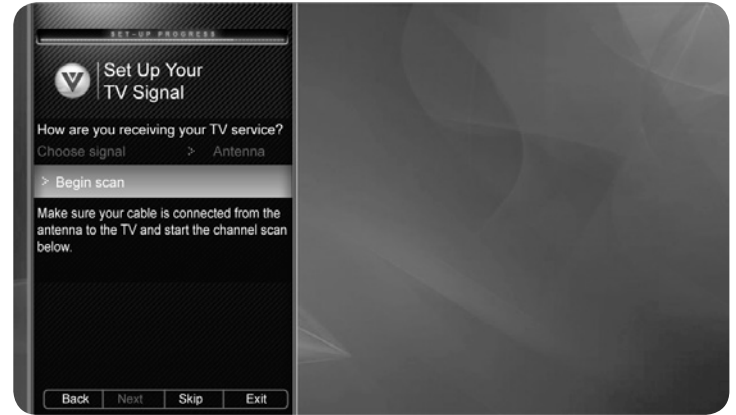 SET-UP PROGRESS
V
Set Up Your
TV Signal
How are you receiving your TV service?
Choose signal > Antenna
> Begin scan
Make sure your cable is connected from the
antenna to the TV and start the channel scan
below.
Back Next Skip Exit